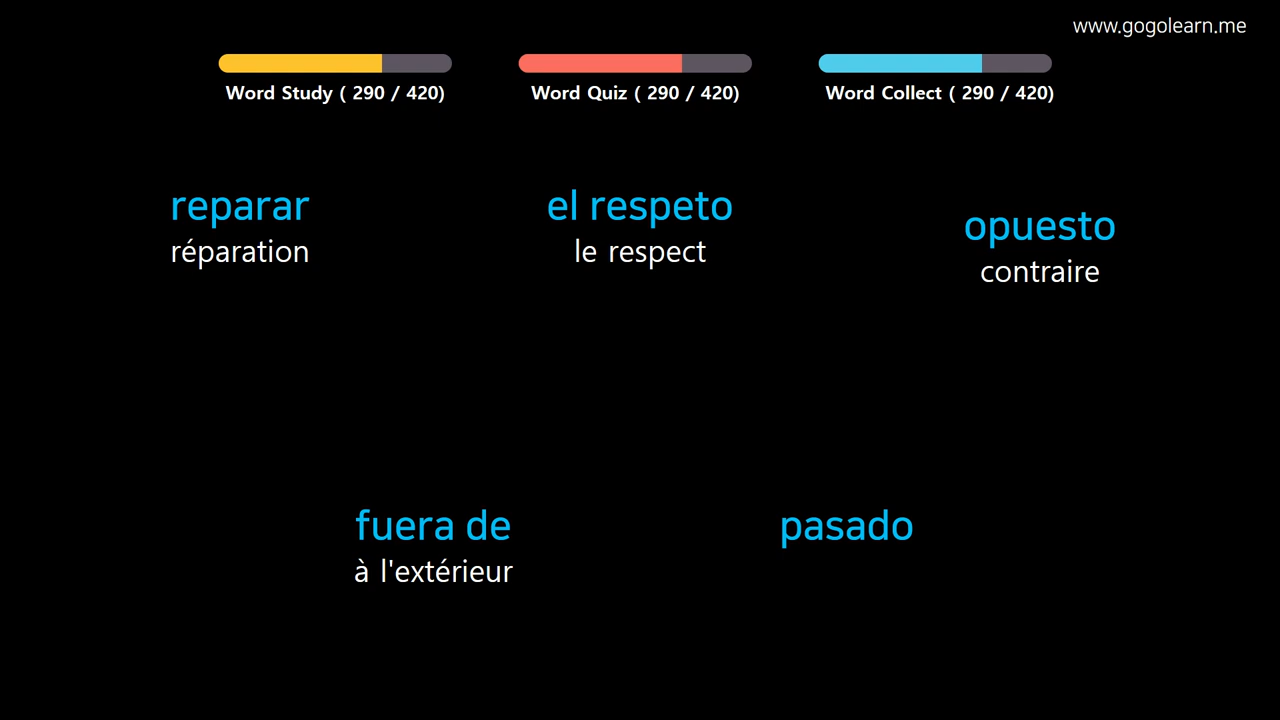 www.gogolearn.me
Word Study ( 290 / 420)
Word Quiz ( 290 / 420)
Word Collect ( 290 / 420)
reparar
réparation
el respeto
le respect
opuesto
contraire
fuera de
à l'extérieur
pasado